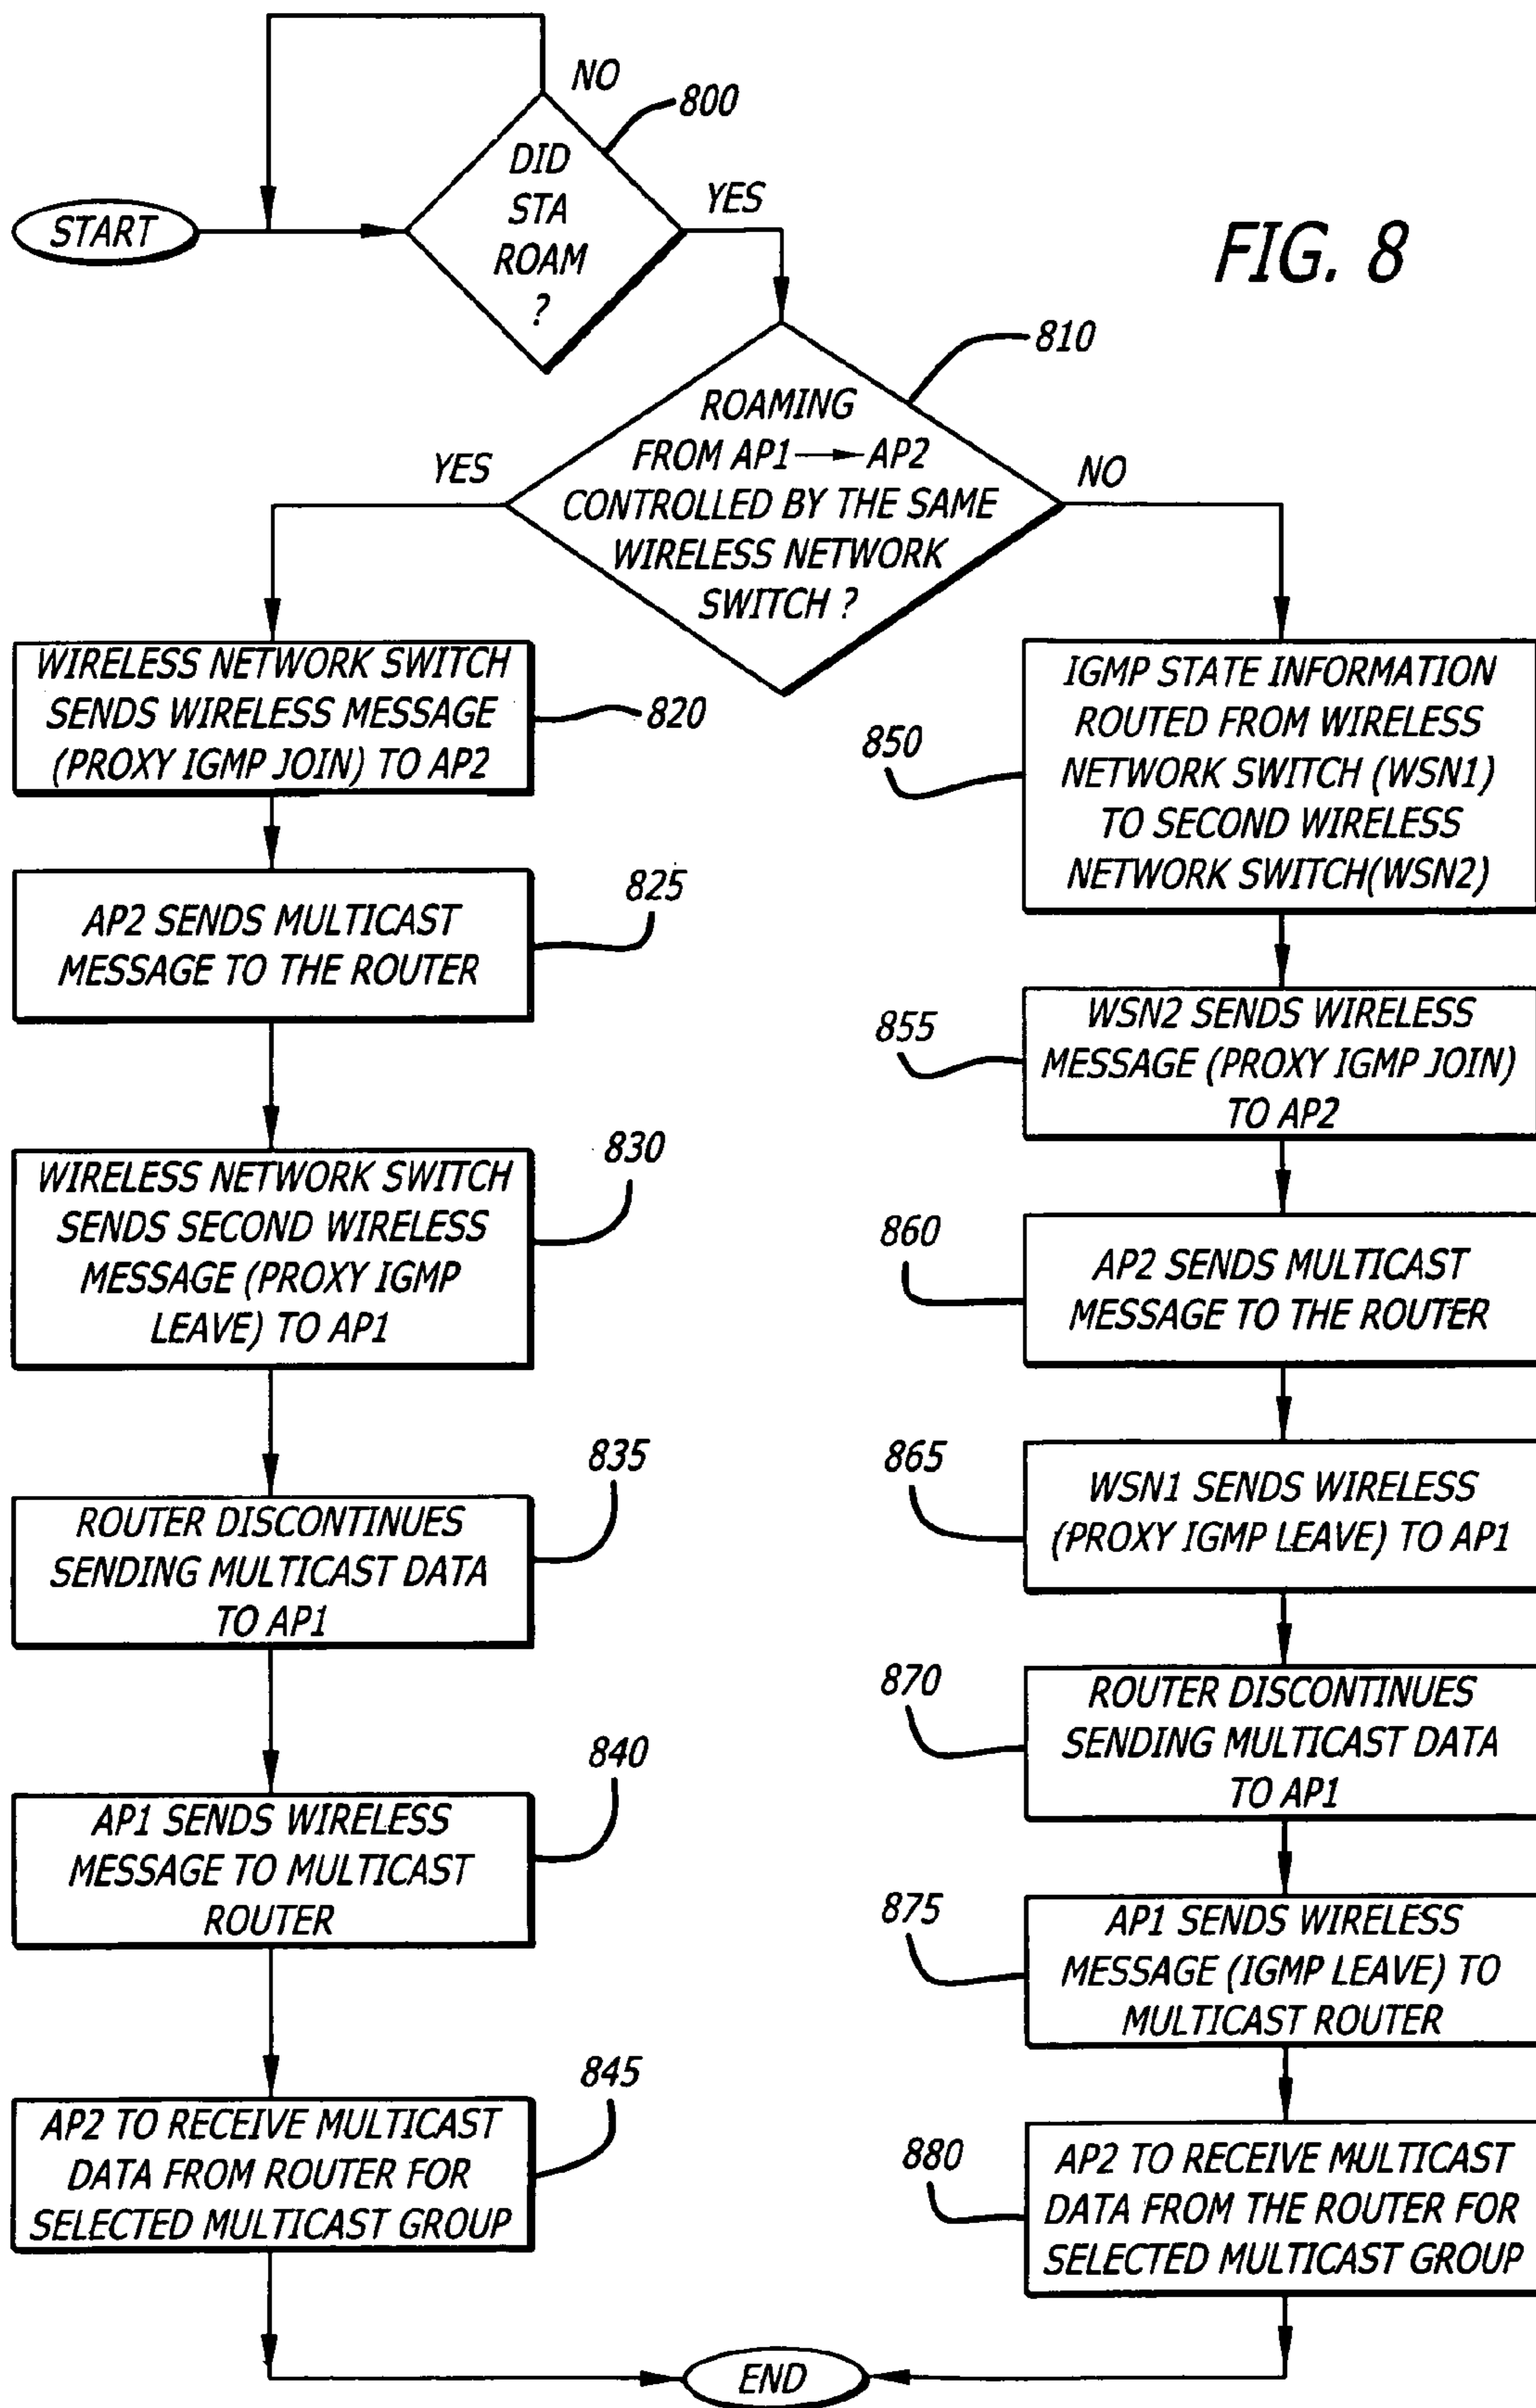 FIG. 8
START
NO
800
DID
STA
ROAM
?
YES
810
ROAMING
FROM AP1 → AP2
CONTROLLED BY THE SAME
WIRELESS NETWORK
SWITCH ?
YES
NO
WIRELESS NETWORK SWITCH
SENDS WIRELESS MESSAGE
(PROXY IGMP JOIN) TO AP2
820
AP2 SENDS MULTICAST
MESSAGE TO THE ROUTER
825
WIRELESS NETWORK SWITCH
SENDS SECOND WIRELESS
MESSAGE (PROXY IGMP
LEAVE) TO AP1
830
ROUTER DISCONTINUES
SENDING MULTICAST DATA
TO AP1
835
AP1 SENDS WIRELESS
MESSAGE TO MULTICAST
ROUTER
840
AP2 TO RECEIVE MULTICAST
DATA FROM ROUTER FOR
SELECTED MULTICAST GROUP
845
IGMP STATE INFORMATION
ROUTED FROM WIRELESS
NETWORK SWITCH (WSN1)
TO SECOND WIRELESS
NETWORK SWITCH(WSN2)
850
WSN2 SENDS WIRELESS
MESSAGE (PROXY IGMP JOIN)
TO AP2
855
AP2 SENDS MULTICAST
MESSAGE TO THE ROUTER
860
WSN1 SENDS WIRELESS
(PROXY IGMP LEAVE) TO AP1
865
ROUTER DISCONTINUES
SENDING MULTICAST DATA
TO AP1
870
AP1 SENDS WIRELESS
MESSAGE (IGMP LEAVE) TO
MULTICAST ROUTER
875
AP2 TO RECEIVE MULTICAST
DATA FROM THE ROUTER FOR
SELECTED MULTICAST GROUP
880
END